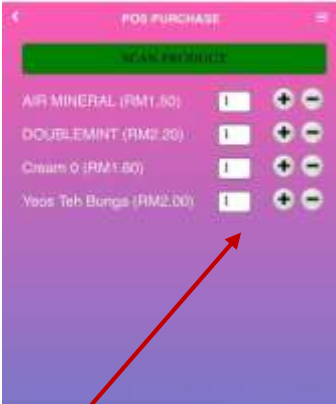 POS PURCHASE
SCAN PRODUCT
AIR MINERAL (RM1.50) 1
DOUBLEMINT (RM2.20) 1
Cream 0 (RM1.60) 1
Yeos Teh Bunga (RM2.00) 1